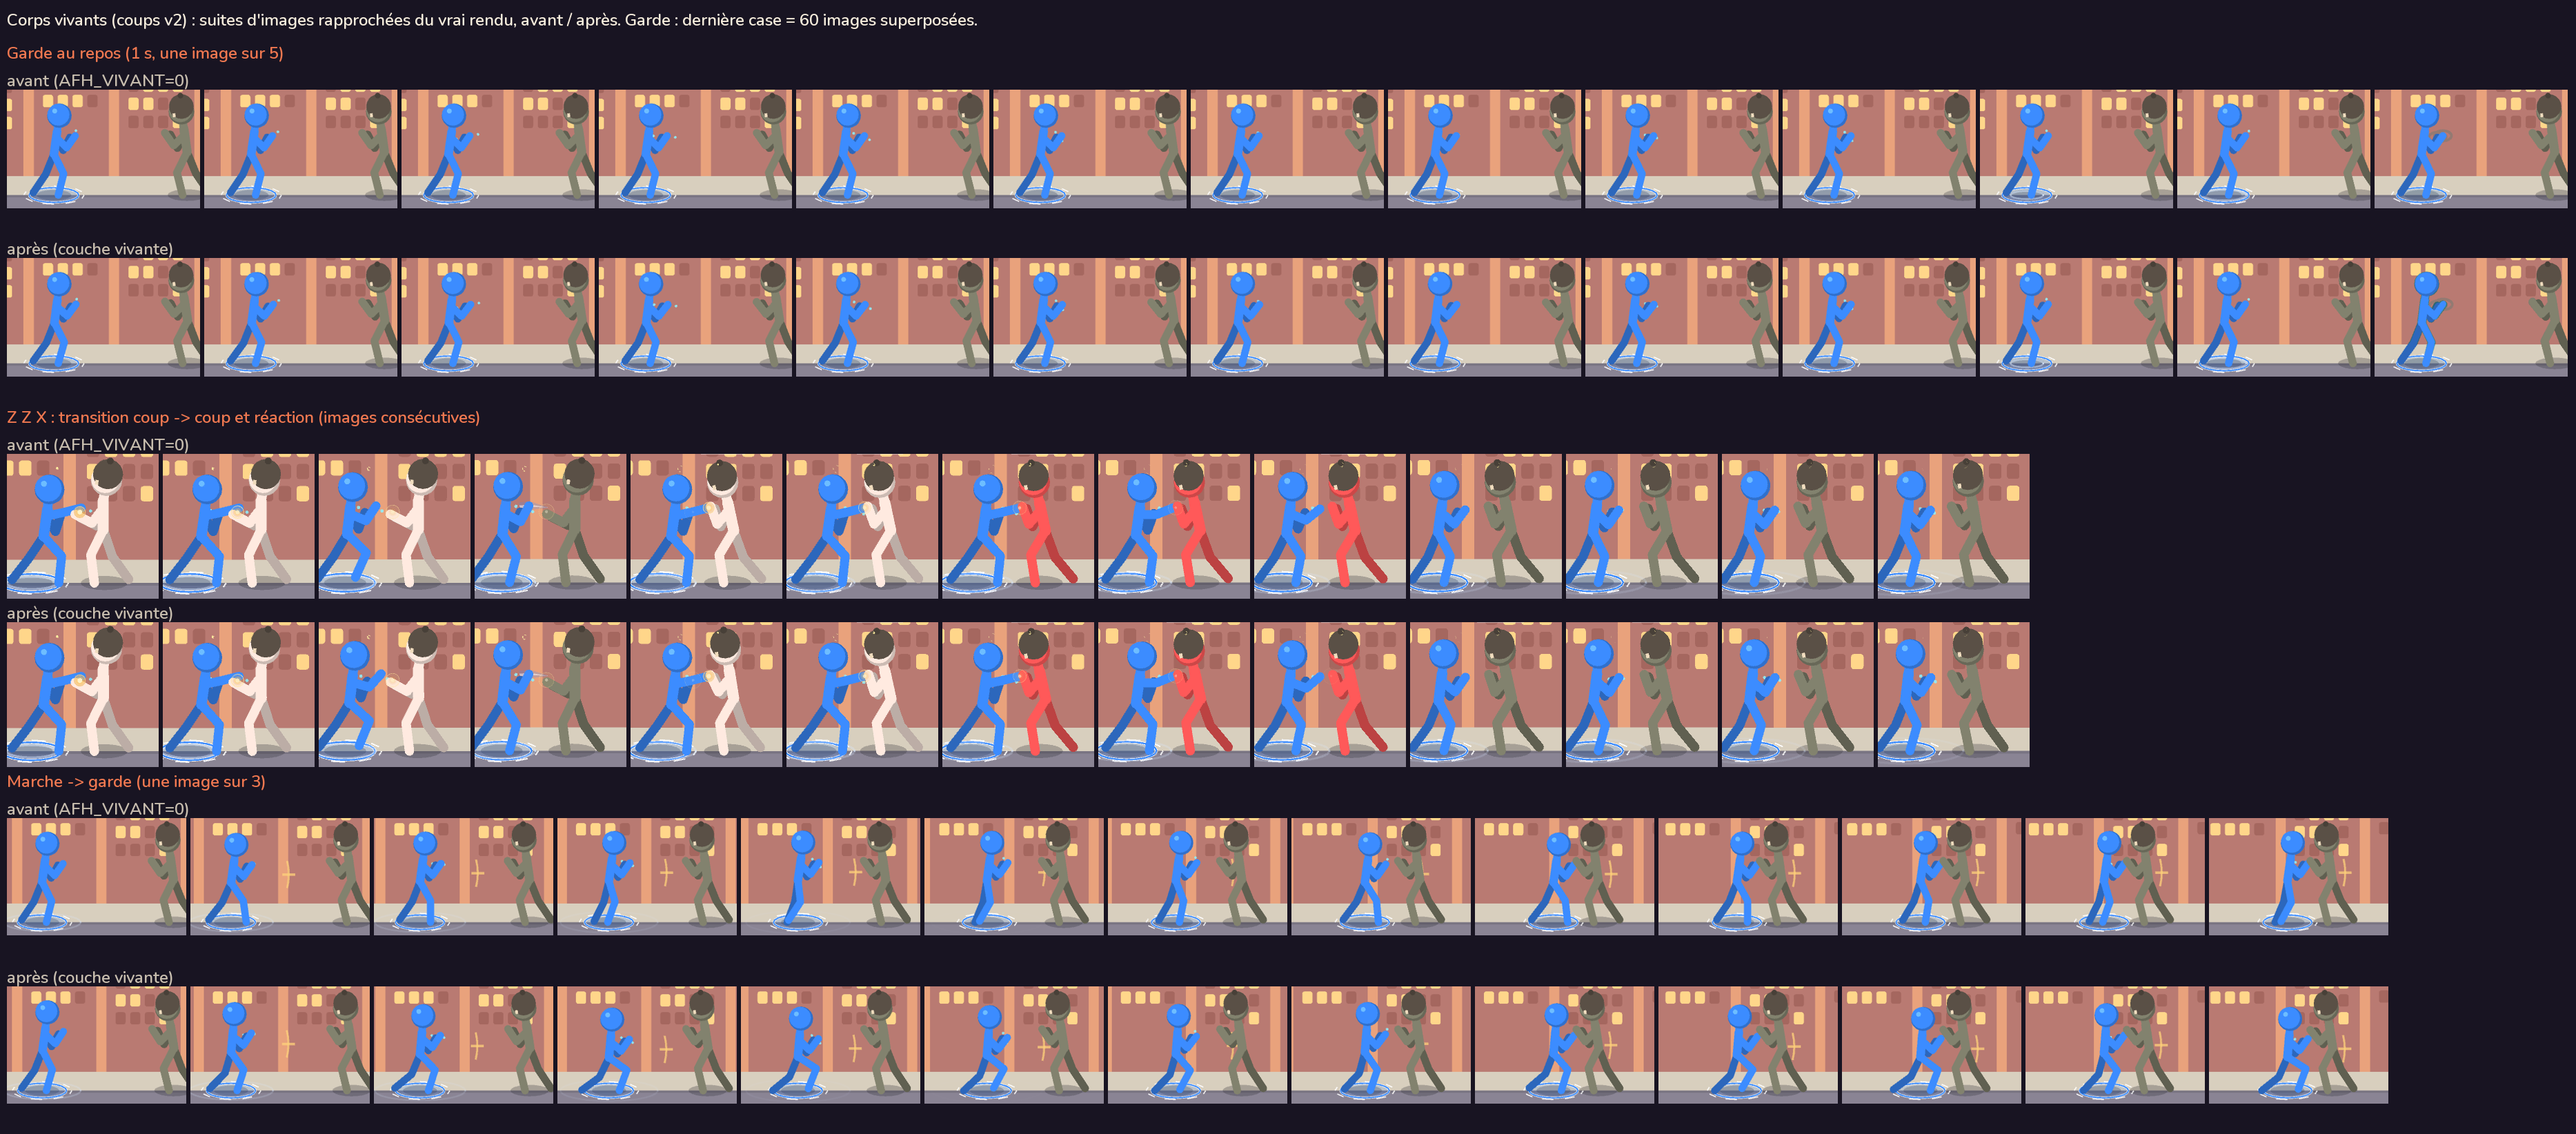 Corps vivants (coups v2) : suites d'images rapprochées du vrai rendu, avant / après. Garde : dernière case = 60 images superposées.
Garde au repos (1 s, une image sur 5)
avant (AFH_VIVANT=0)
après (couche vivante)
Z Z X : transition coup -> coup et réaction (images consécutives)
avant (AFH_VIVANT=0)
après (couche vivante)
Marche -> garde (une image sur 3)
avant (AFH_VIVANT=0)
après (couche vivante)